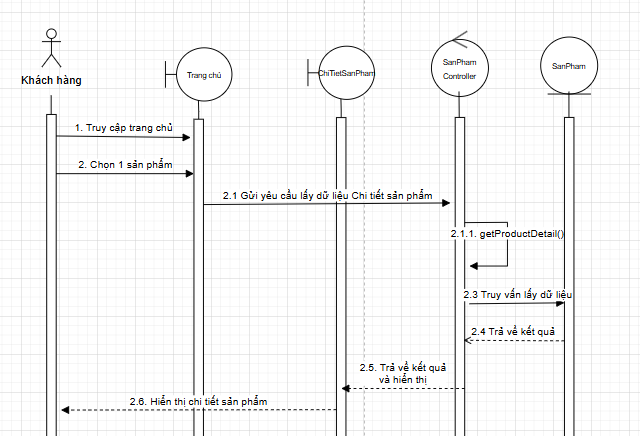 Khách hàng
Trang chủ
ChiTietSanPham
SanPham
Controller
SanPham
1. Truy cập trang chủ
2. Chọn 1 sản phẩm
2.1 Gửi yêu cầu lấy dữ liệu Chi tiết sản phẩm
2.1.1. getProductDetail()
2.3 Truy vấn lấy dữ liệu
2.4 Trả về kết quả
2.5. Trả về kết quả
và hiển thị
2.6. Hiển thị chi tiết sản phẩm